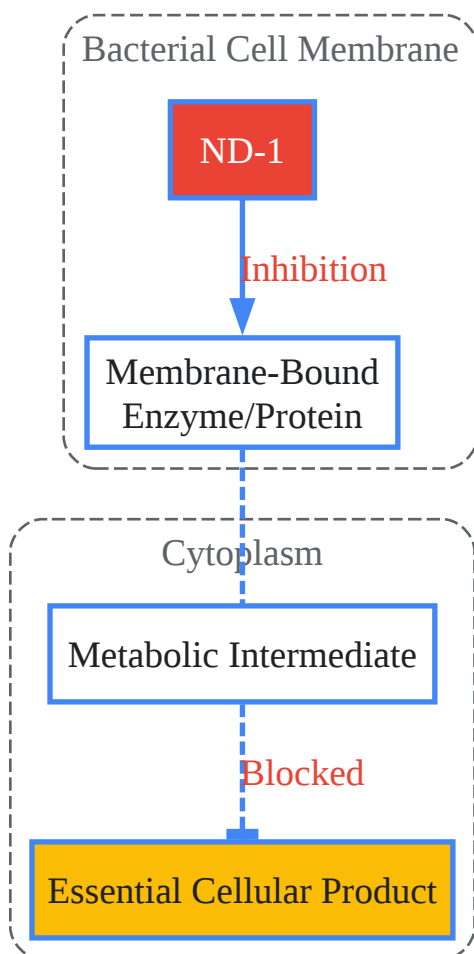 Bacterial Cell Membrane
ND-1
Inhibition
Membrane-Bound
Enzyme/Protein
Cytoplasm
Metabolic Intermediate
Blocked
Essential Cellular Product